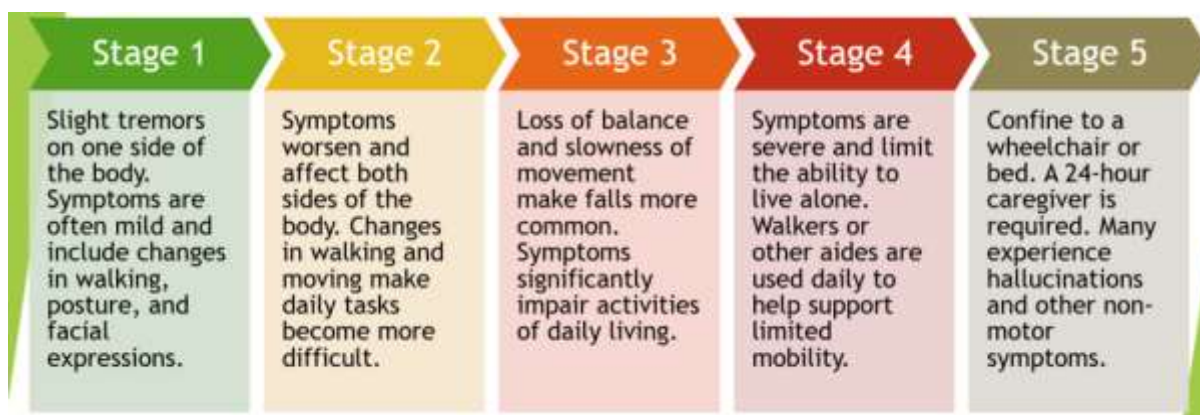 Stage 1
Slight tremors
on one side of
the body.
Symptoms are
often mild and
include changes
in walking,
posture, and
facial
expressions.
Stage 2
Symptoms
worsen and
affect both
sides of the
body. Changes
in walking and
moving make
daily tasks
become more
difficult.
Stage 3
Loss of balance
and slowness of
movement
make falls more
common.
Symptoms
significantly
impair activities
of daily living.
Stage 4
Symptoms are
severe and limit
the ability to
live alone.
Walkers or
other aides are
used daily to
help support
limited
mobility.
Stage 5
Confine to a
wheelchair or
bed. A 24-hour
caregiver is
required. Many
experience
hallucinations
and other non-
motor
symptoms.